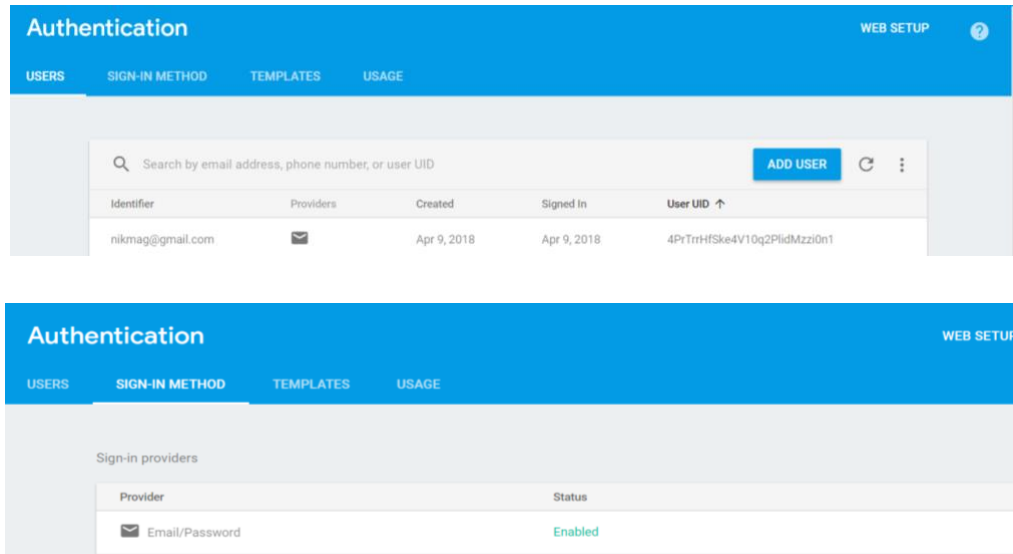 Authentication
WEB SETUP
USERS SIGN-IN METHOD TEMPLATES USAGE
Search by email address, phone number, or user UID
ADD USER
Identifier Providers Created Signed In User UID ↑
nikmag@gmail.com Apr 9, 2018 Apr 9, 2018 4PrTrrHfSke4V10q2PlidMzzi0n1
Authentication
WEB SETUP
USERS SIGN-IN METHOD TEMPLATES USAGE
Sign-in providers
Provider Status
Email/Password Enabled